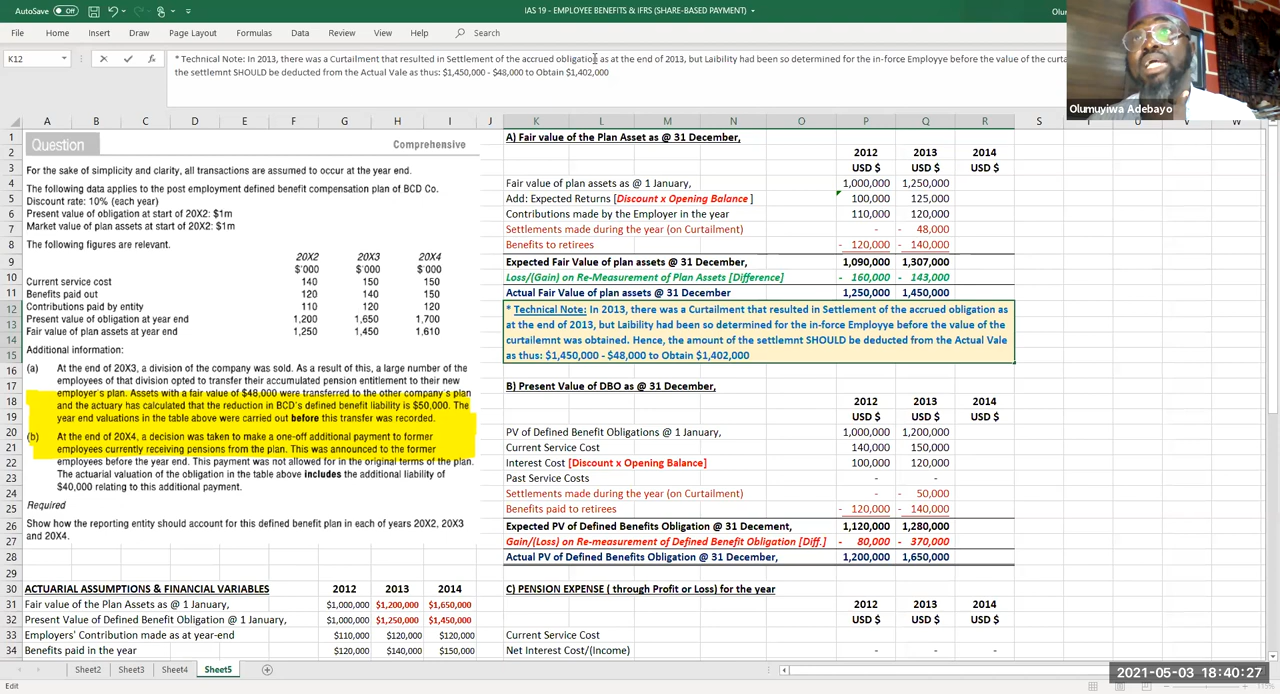 AutoSave Off
IAS 19 - EMPLOYEE BENEFITS & IFRS (SHARE-BASED PAYMENT)
File Home Insert Draw Page Layout Formulas Data Review View Help Search
K12
* Technical Note: In 2013, there was a Curtailment that resulted in Settlement of the accrued obligations as at the end of 2013, but Laibility had been so determined for the in-force Employye before the value of the
the settlemnt SHOULD be deducted from the Actual Vale as thus: $1,450,000 - $48,000 to Obtain $1,402,000
Olumuyiwa Adebayo
A B C D E F G H I J K L M N O P Q R S T U V W
Question
Comprehensive
For the sake of simplicity and clarity, all transactions are assumed to occur at the year end.
The following data applies to the post employment defined benefit compensation plan of BCD Co.
Discount rate: 10% (each year)
Present value of obligation at start of 20X2: $1m
Market value of plan assets at start of 20X2: $1m
The following figures are relevant.
20X2 20X3 20X4
$'000 $'000 $'000
Current service cost 140 150 150
Benefits paid out 120 140 150
Contributions paid by entity 110 120 120
Present value of obligation at year end 1,200 1,650 1,700
Fair value of plan assets at year end 1,250 1,450 1,610
Additional information:
(a) At the end of 20X3, a division of the company was sold. As a result of this, a large number of the
employees of that division opted to transfer their accumulated pension entitlement to their new
employer's plan. Assets with a fair value of $48,000 were transferred to the other company's plan
and the actuary has calculated that the reduction in BCD's defined benefit liability is $50,000. The
year end valuations in the table above were carried out before this transfer was recorded.
(b) At the end of 20X4, a decision was taken to make a one-off additional payment to former
employees currently receiving pensions from the plan. This was announced to the former
employees before the year end. This payment was not allowed for in the original terms of the plan.
The actuarial valuation of the obligation in the table above includes the additional liability of
$40,000 relating to this additional payment.
Required
Show how the reporting entity should account for this defined benefit plan in each of years 20X2, 20X3
and 20X4.
ACTUARIAL ASSUMPTIONS & FINANCIAL VARIABLES 2012 2013 2014
Fair value of the Plan Assets as @ 1 January, $1,000,000 $1,200,000 $1,650,000
Present Value of Defined Benefit Obligation @ 1 January, $1,000,000 $1,250,000 $1,450,000
Employers' Contribution made as at year-end $110,000 $120,000 $120,000
Benefits paid in the year $120,000 $140,000 $150,000
A) Fair value of the Plan Asset as @ 31 December,
2012 2013 2014
USD $ USD $ USD $
Fair value of plan assets as @ 1 January, 1,000,000 1,250,000
Add: Expected Returns [Discount x Opening Balance ] 100,000 125,000
Contributions made by the Employer in the year 110,000 120,000
Settlements made during the year (on Curtailment) - - 48,000
Benefits to retirees - 120,000 - 140,000
Expected Fair Value of plan assets @ 31 December, 1,090,000 1,307,000
Loss/(Gain) on Re-Measurement of Plan Assets [Difference] - 160,000 - 143,000
Actual Fair Value of plan assets @ 31 December 1,250,000 1,450,000
* Technical Note: In 2013, there was a Curtailment that resulted in Settlement of the accrued obligation as
at the end of 2013, but Laibility had been so determined for the in-force Employye before the value of the
curtailemnt was obtained. Hence, the amount of the settlemnt SHOULD be deducted from the Actual Vale
as thus: $1,450,000 - $48,000 to Obtain $1,402,000
B) Present Value of DBO as @ 31 December,
2012 2013 2014
USD $ USD $ USD $
PV of Defined Benefit Obligations @ 1 January, 1,000,000 1,200,000
Current Service Cost 140,000 150,000
Interest Cost [Discount x Opening Balance] 100,000 120,000
Past Service Costs - -
Settlements made during the year (on Curtailment) - - 50,000
Benefits paid to retirees - 120,000 - 140,000
Expected PV of Defined Benefits Obligation @ 31 Decement, 1,120,000 1,280,000
Gain/(Loss) on Re-measurement of Defined Benefit Obligation [Diff.] - 80,000 - 370,000
Actual PV of Defined Benefits Obligation @ 31 December, 1,200,000 1,650,000
C) PENSION EXPENSE ( through Profit or Loss) for the year
2012 2013 2014
USD $ USD $ USD $
Current Service Cost
Net Interest Cost/(Income) - - -
Sheet2 Sheet3 Sheet4 Sheet5
Edit
2021-05-03 18:40:27